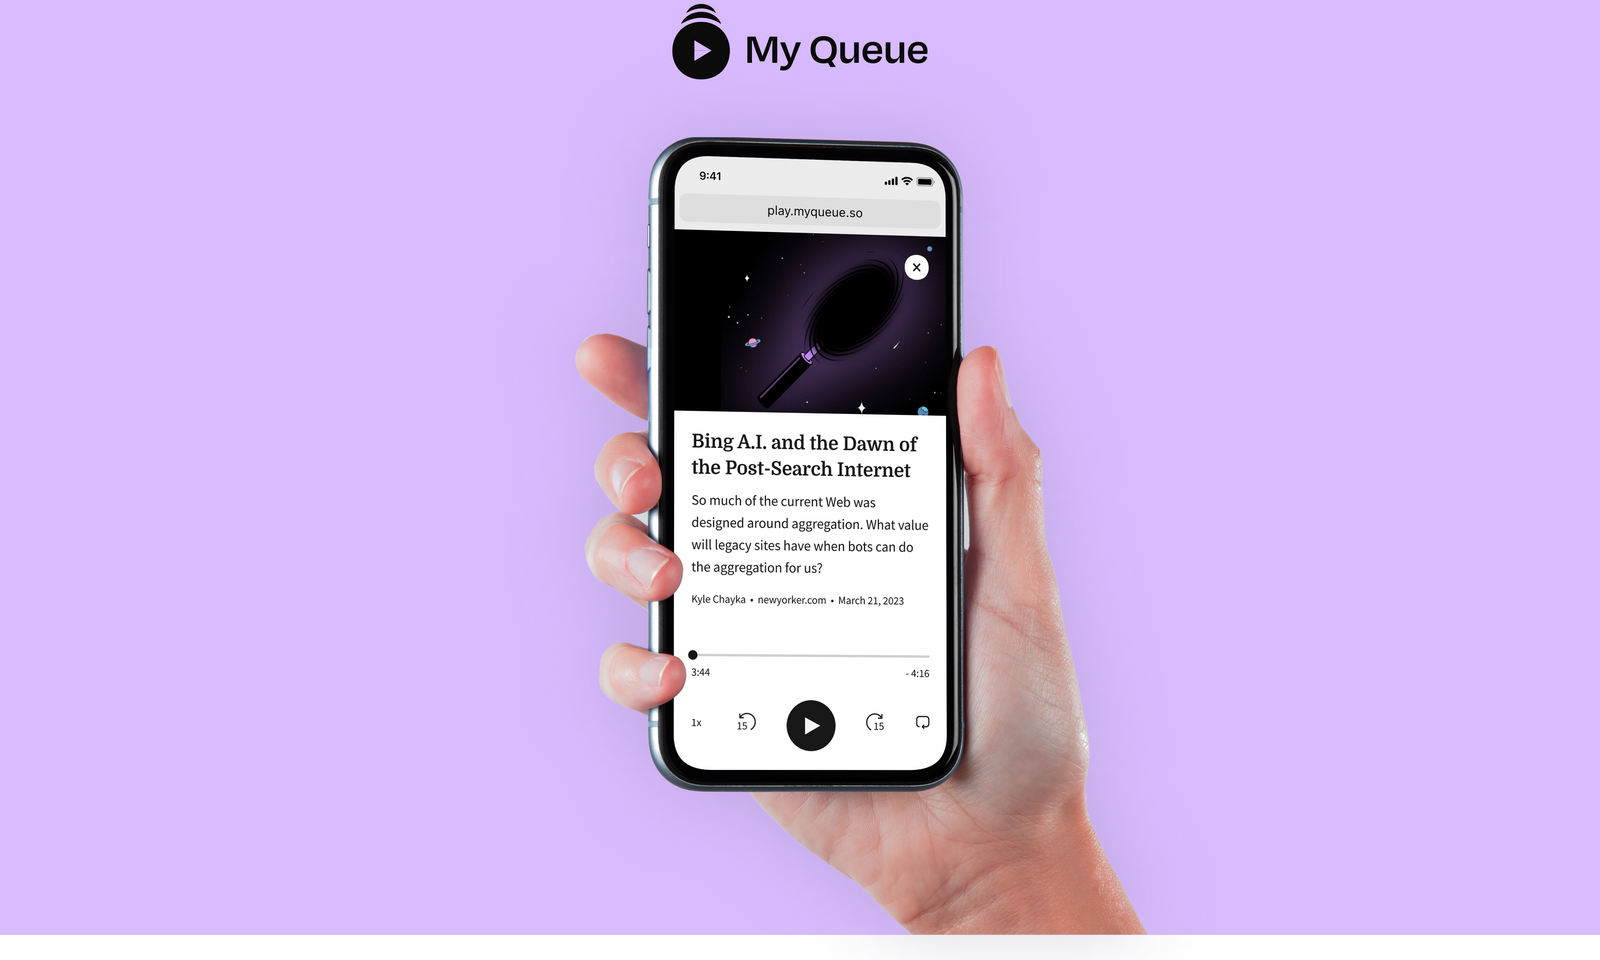 My Queue
9:41
play.myqueue.so
Bing A.I. and the Dawn of
the Post-Search Internet
So much of the current Web was
designed around aggregation. What value
will legacy sites have when bots can do
the aggregation for us?
Kyle Chayka • newyorker.com • March 21, 2023
3:44 - 4:16
1x 15 15